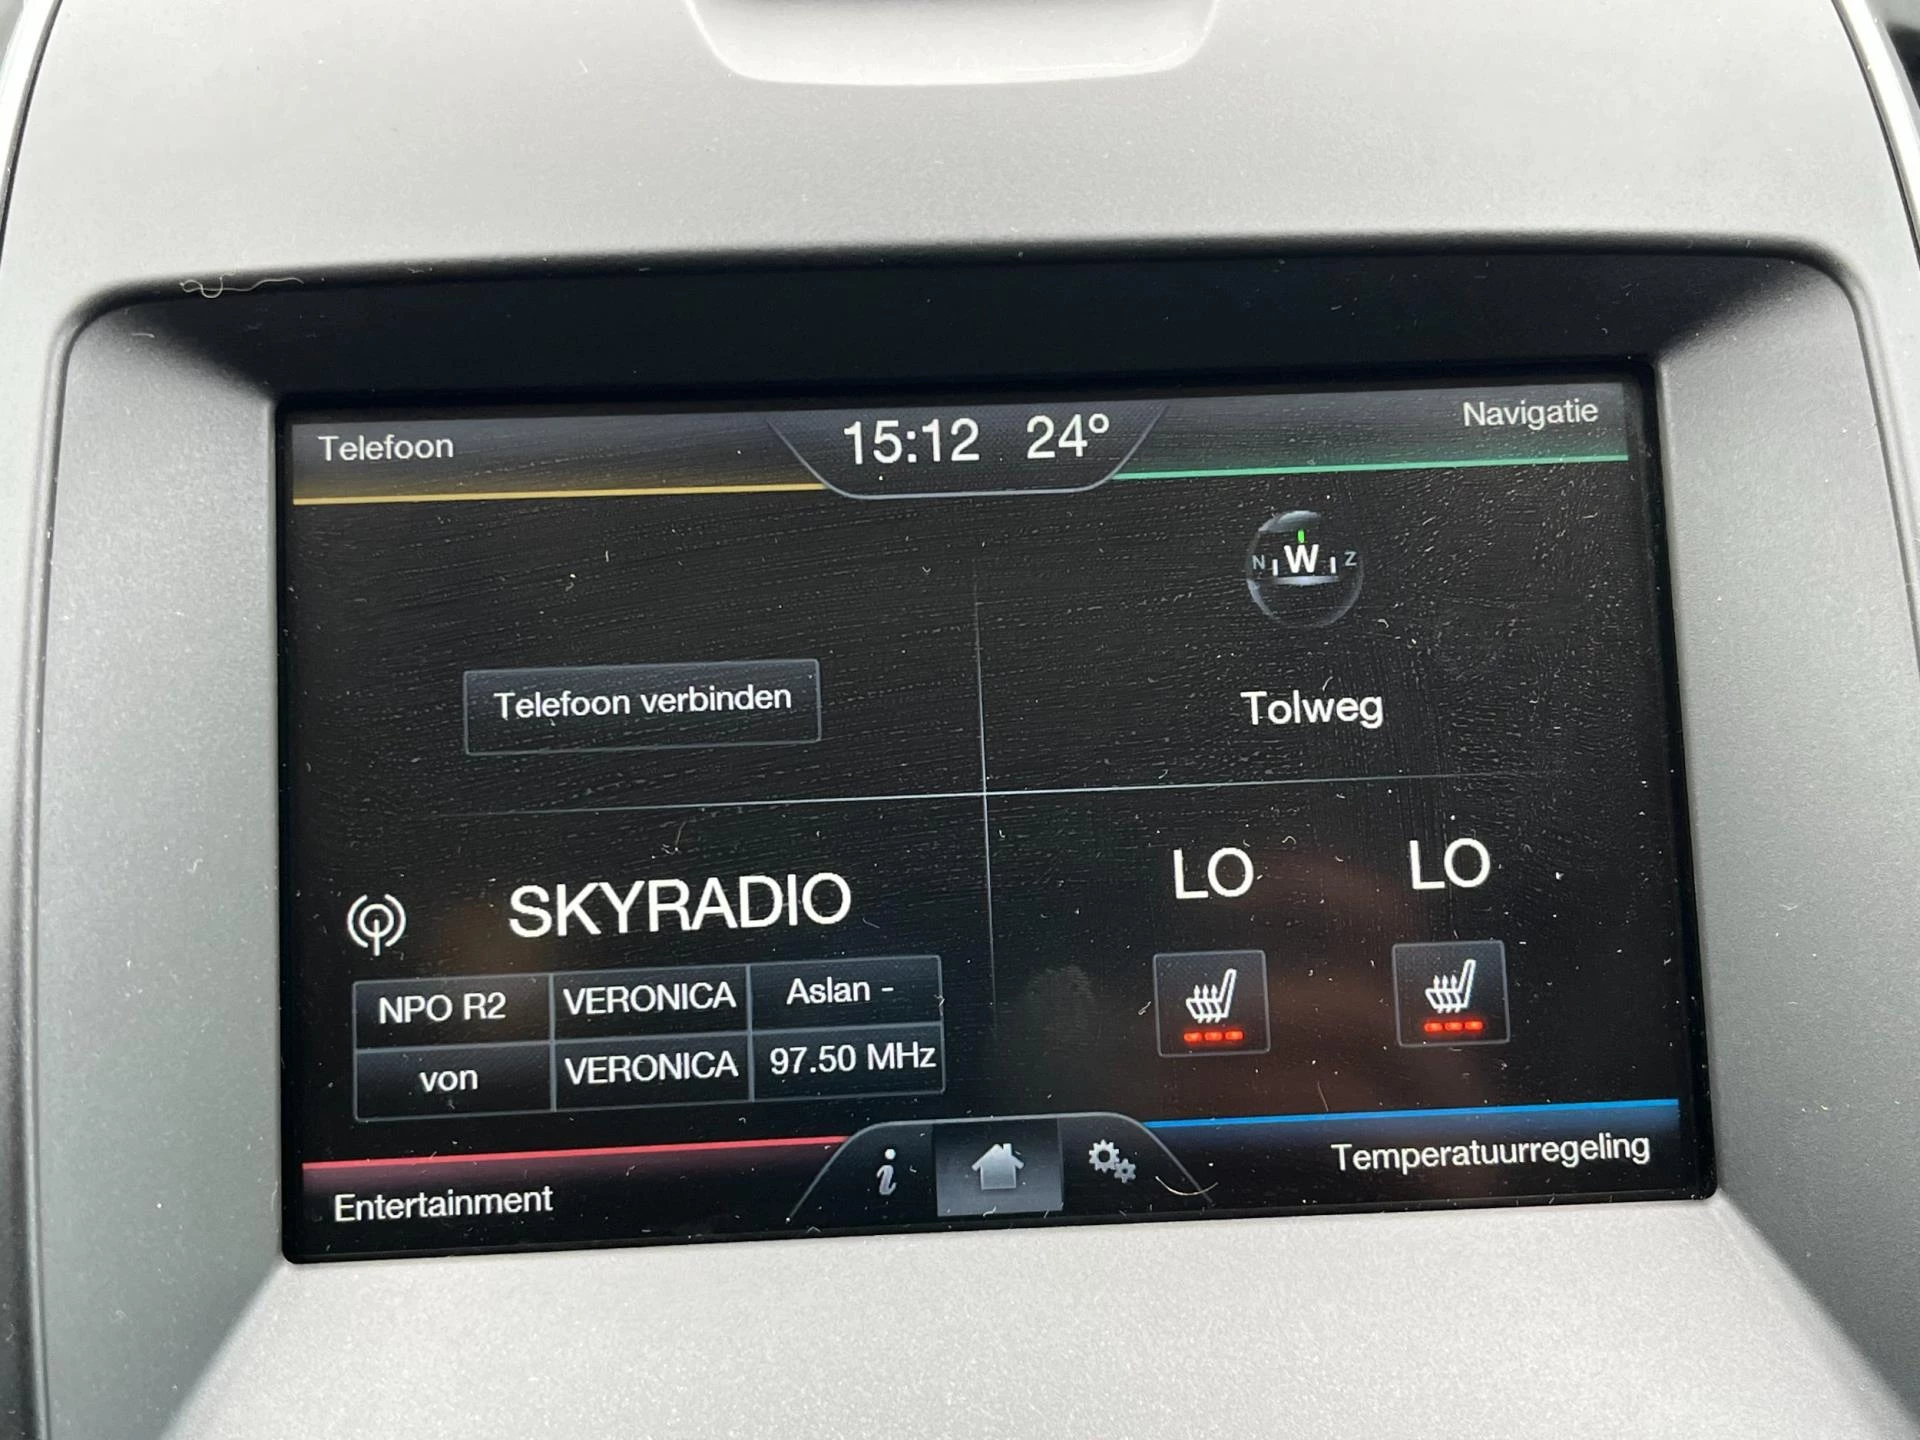 Telefoon
15:12 24°
Navigatie
N W Z
Telefoon verbinden
Tolweg
SKYRADIO
LO LO
NPO R2 VERONICA Aslan -
von VERONICA 97.50 MHz
i
Entertainment
Temperatuurregeling